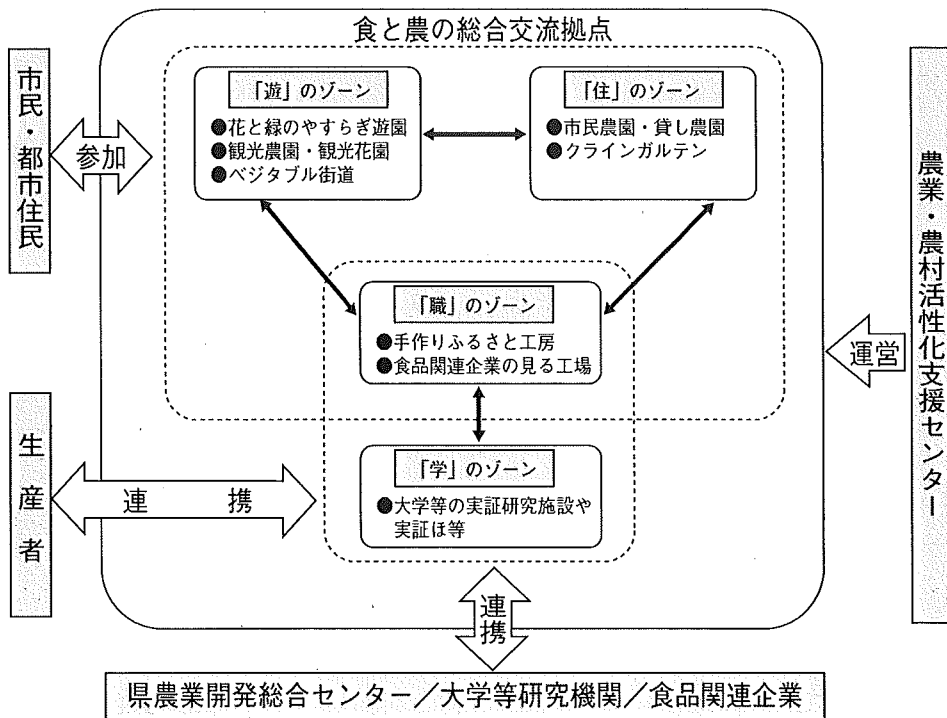 食と農の総合交流拠点
市民・都市住民
参加
「遊」のゾーン
●花と緑のやすらぎ遊園
●観光農園・観光花園
●ベジタブル街道
「住」のゾーン
●市民農園・貸し農園
●クラインガルテン
農業・農村活性化支援センター
運営
「職」のゾーン
●手作りふるさと工房
●食品関連企業の見る工場
生産者
連携
「学」のゾーン
●大学等の実証研究施設や
実証ほ等
連携
県農業開発総合センター／大学等研究機関／食品関連企業